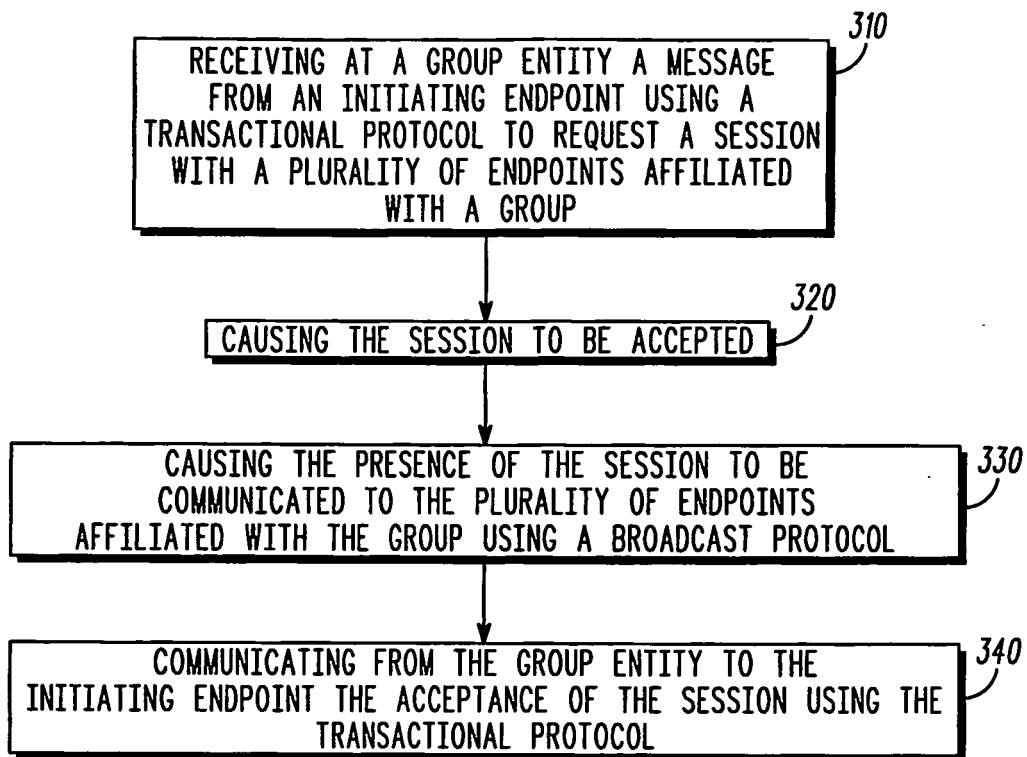 310
RECEIVING AT A GROUP ENTITY A MESSAGE
FROM AN INITIATING ENDPOINT USING A
TRANSACTIONAL PROTOCOL TO REQUEST A SESSION
WITH A PLURALITY OF ENDPOINTS AFFILIATED
WITH A GROUP
320
CAUSING THE SESSION TO BE ACCEPTED
330
CAUSING THE PRESENCE OF THE SESSION TO BE
COMMUNICATED TO THE PLURALITY OF ENDPOINTS
AFFILIATED WITH THE GROUP USING A BROADCAST PROTOCOL
340
COMMUNICATING FROM THE GROUP ENTITY TO THE
INITIATING ENDPOINT THE ACCEPTANCE OF THE SESSION USING THE
TRANSACTIONAL PROTOCOL